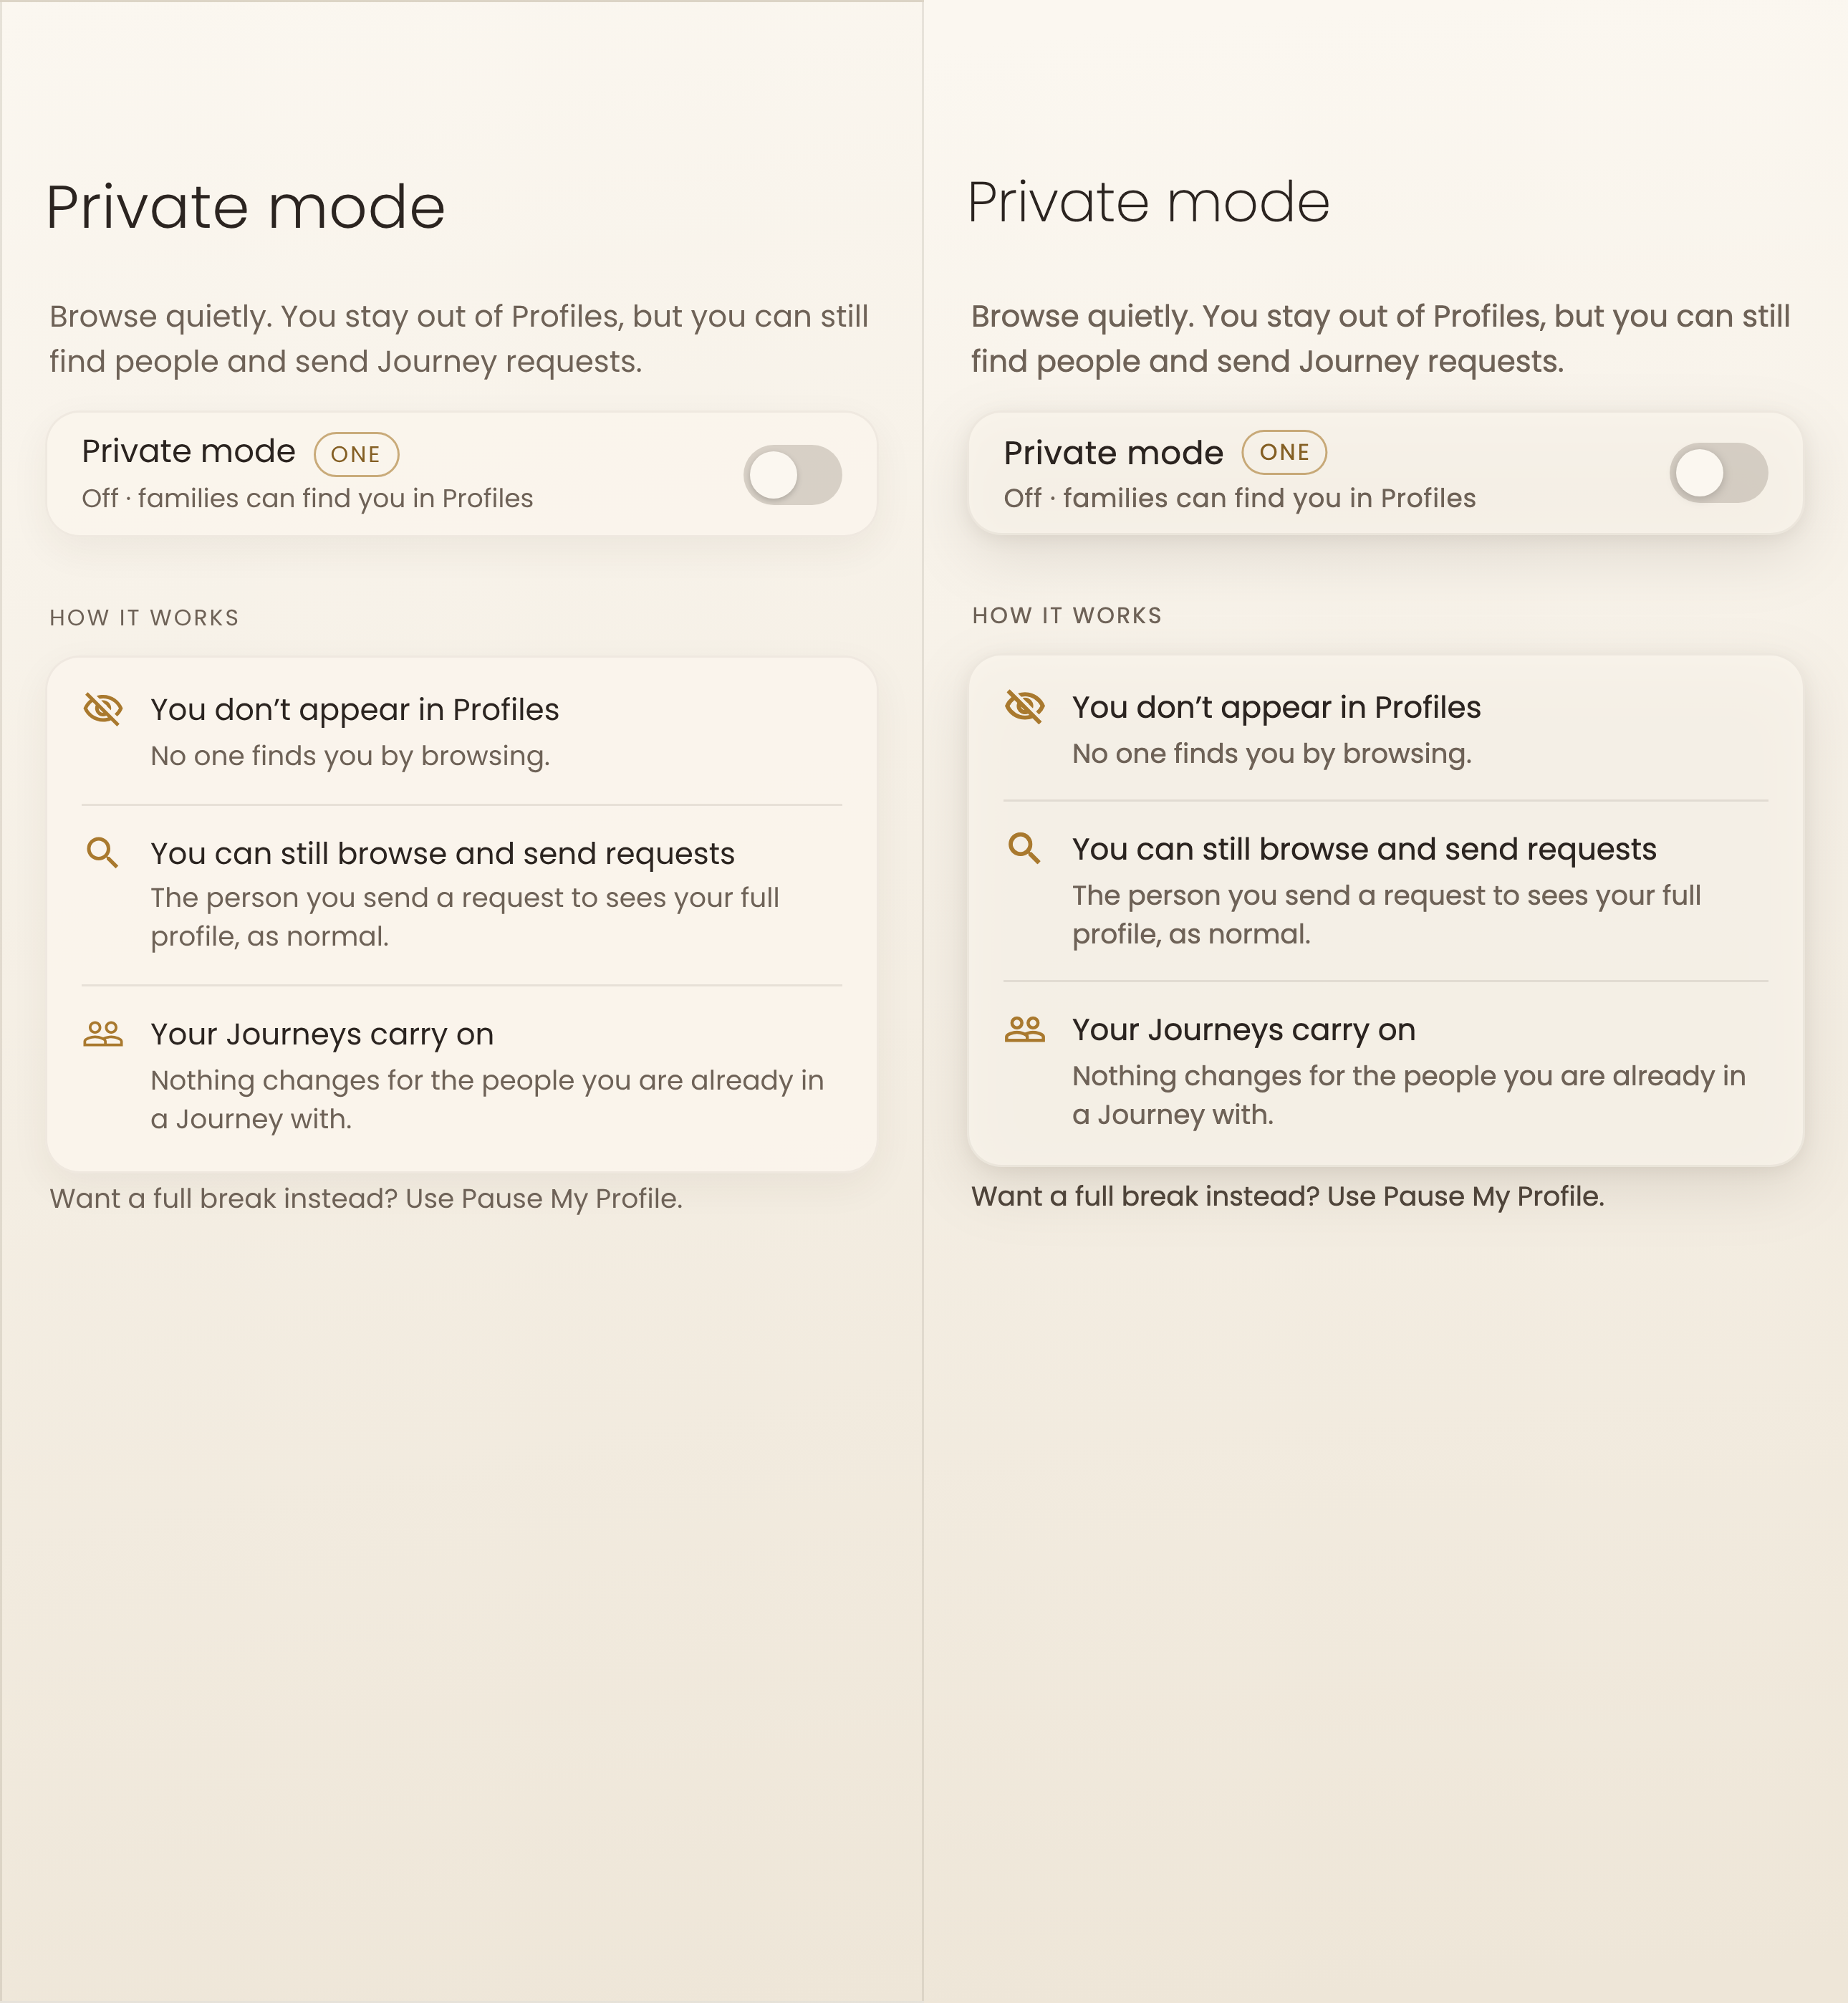 Private mode
Browse quietly. You stay out of Profiles, but you can still
find people and send Journey requests.
Private mode ONE
Off · families can find you in Profiles
HOW IT WORKS
You don’t appear in Profiles
No one finds you by browsing.
You can still browse and send requests
The person you send a request to sees your full
profile, as normal.
Your Journeys carry on
Nothing changes for the people you are already in
a Journey with.
Want a full break instead? Use Pause My Profile.
Private mode
Browse quietly. You stay out of Profiles, but you can still
find people and send Journey requests.
Private mode ONE
Off · families can find you in Profiles
HOW IT WORKS
You don’t appear in Profiles
No one finds you by browsing.
You can still browse and send requests
The person you send a request to sees your full
profile, as normal.
Your Journeys carry on
Nothing changes for the people you are already in
a Journey with.
Want a full break instead? Use Pause My Profile.